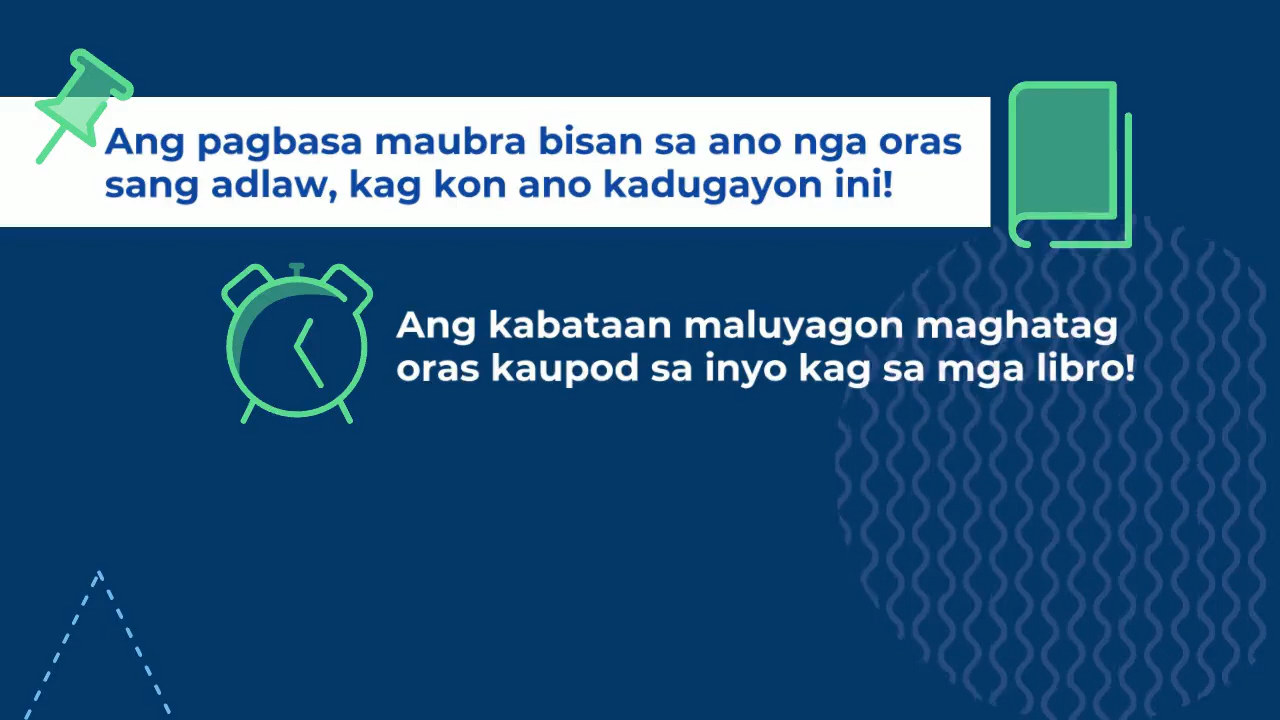 Ang pagbasa maubra bisan sa ano nga oras
sang adlaw, kag kon ano kadugayon ini!
Ang kabataan maluyagon maghatag
oras kaupod sa inyo kag sa mga libro!